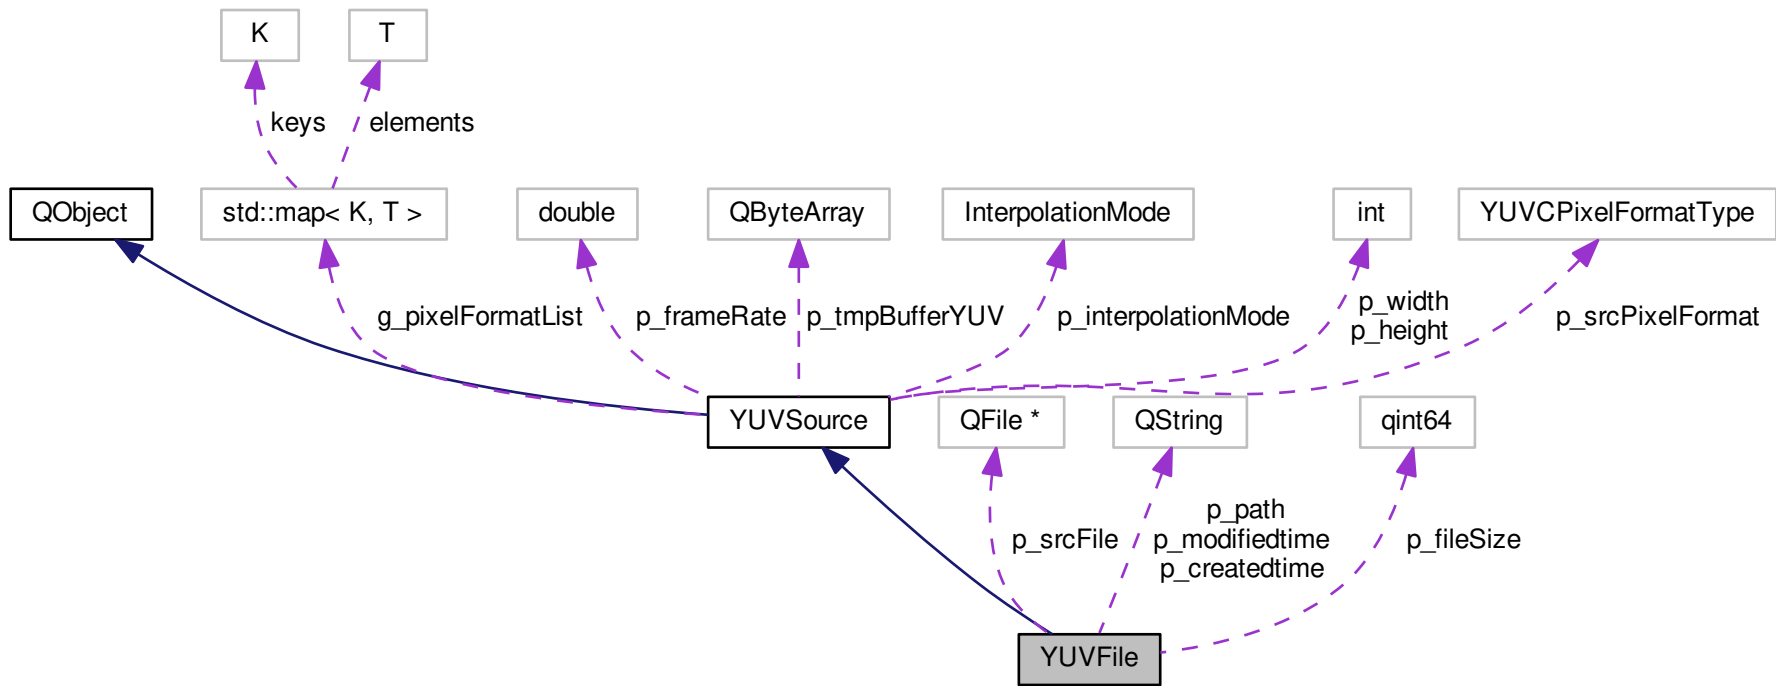 K
T
keys
elements
QObject
std::map< K, T >
double
QByteArray
InterpolationMode
int
YUVCPixelFormatType
g_pixelFormatList
p_frameRate
p_tmpBufferYUV
p_interpolationMode
p_width
p_height
p_srcPixelFormat
YUVSource
QFile *
QString
qint64
p_srcFile
p_path
p_modifiedtime
p_createdtime
p_fileSize
YUVFile